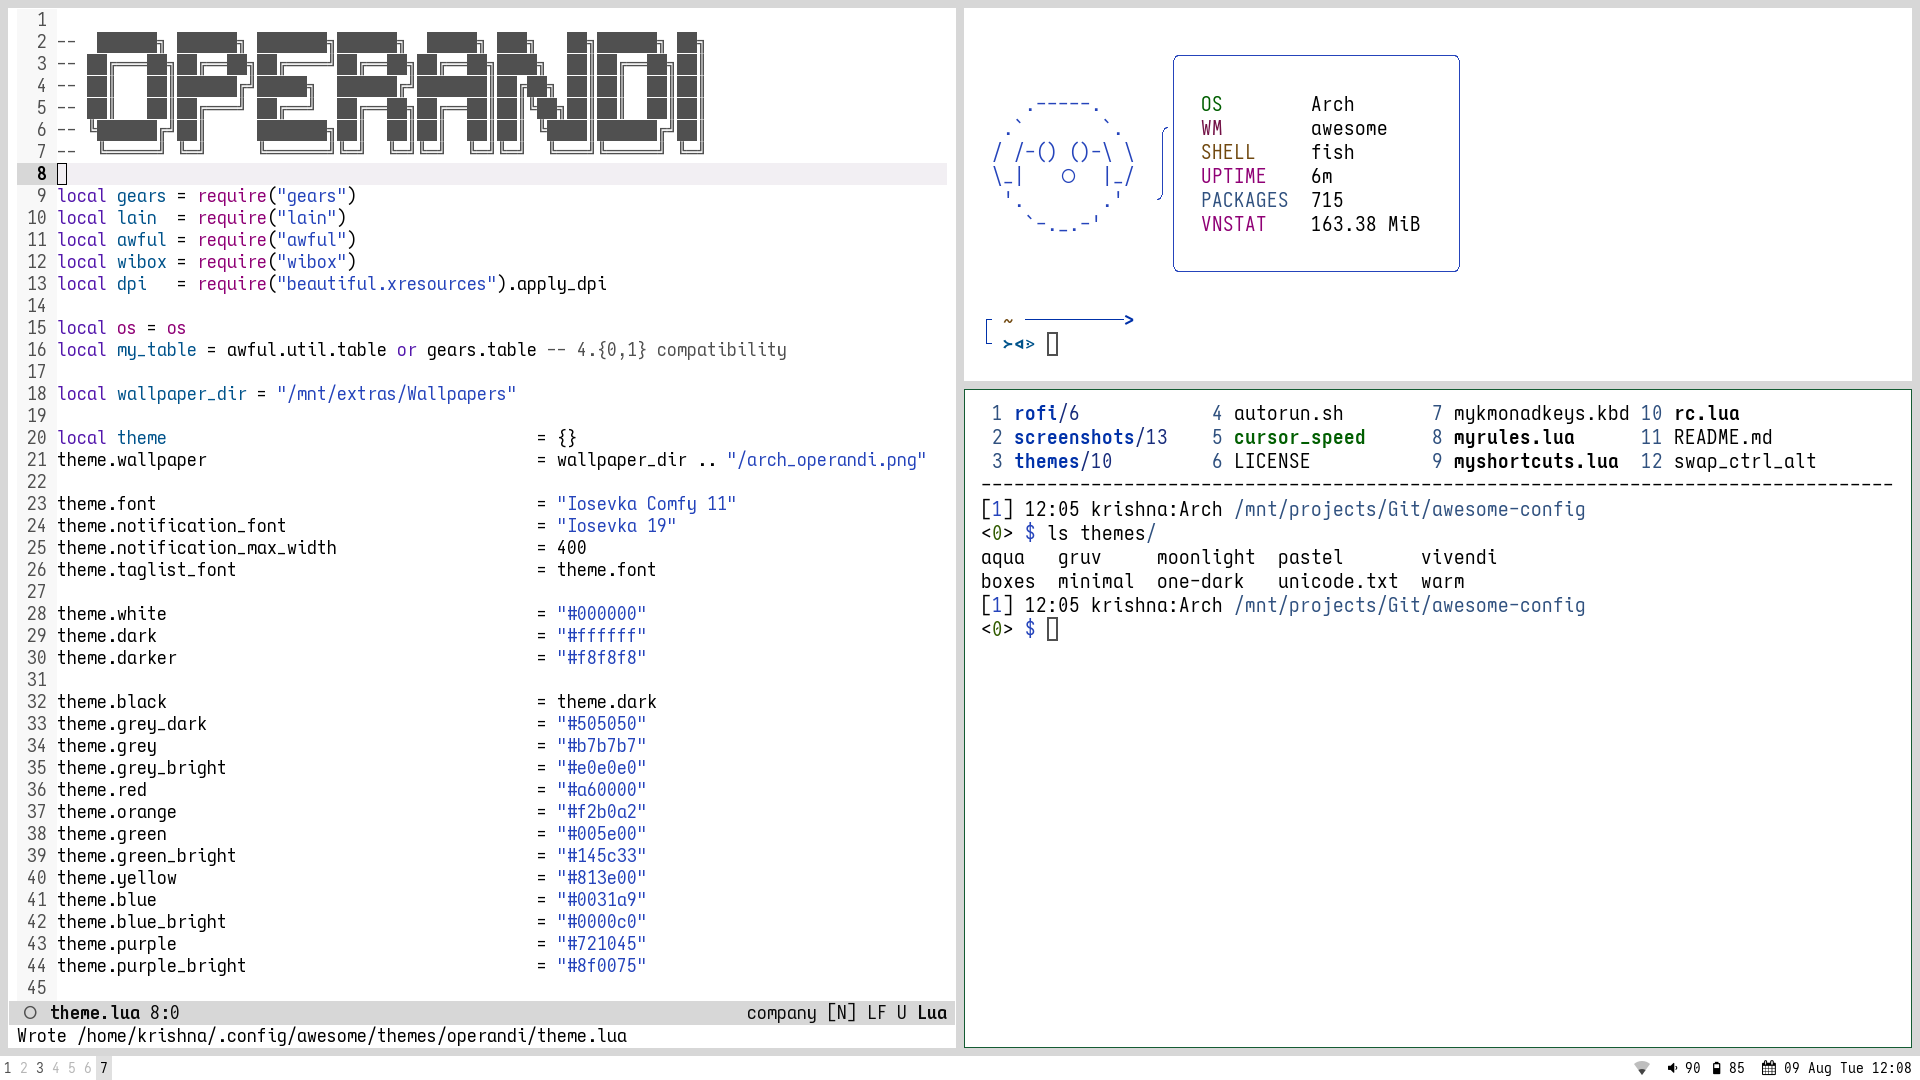 1
2 -- OPERANDI
3 --
4 --
5 --
6 --
7 --
8
9 local gears = require("gears")
10 local lain  = require("lain")
11 local awful = require("awful")
12 local wibox = require("wibox")
13 local dpi   = require("beautiful.xresources").apply_dpi
14
15 local os = os
16 local my_table = awful.util.table or gears.table -- 4.{0,1} compatibility
17
18 local wallpaper_dir = "/mnt/extras/Wallpapers"
19
20 local theme = {}
21 theme.wallpaper = wallpaper_dir .. "/arch_operandi.png"
22
23 theme.font = "Iosevka Comfy 11"
24 theme.notification_font = "Iosevka 19"
25 theme.notification_max_width = 400
26 theme.taglist_font = theme.font
27
28 theme.white = "#000000"
29 theme.dark = "#ffffff"
30 theme.darker = "#f8f8f8"
31
32 theme.black = theme.dark
33 theme.grey_dark = "#505050"
34 theme.grey = "#b7b7b7"
35 theme.grey_bright = "#e0e0e0"
36 theme.red = "#a60000"
37 theme.orange = "#f2b0a2"
38 theme.green = "#005e00"
39 theme.green_bright = "#145c33"
40 theme.yellow = "#813e00"
41 theme.blue = "#0031a9"
42 theme.blue_bright = "#0000c0"
43 theme.purple = "#721045"
44 theme.purple_bright = "#8f0075"
45
theme.lua 8:0 company [N] LF U Lua
Wrote /home/krishna/.config/awesome/themes/operandi/theme.lua
OS Arch
WM awesome
SHELL fish
UPTIME 6m
PACKAGES 715
VNSTAT 163.38 MiB
~ >
1 rofi/6 4 autorun.sh 7 mykmonadkeys.kbd 10 rc.lua
2 screenshots/13 5 cursor_speed 8 myrules.lua 11 README.md
3 themes/10 6 LICENSE 9 myshortcuts.lua 12 swap_ctrl_alt
-----------------------------------------------------------------------------------
[1] 12:05 krishna:Arch /mnt/projects/Git/awesome-config
<0> $ ls themes/
aqua gruv moonlight pastel vivendi
boxes minimal one-dark unicode.txt warm
[1] 12:05 krishna:Arch /mnt/projects/Git/awesome-config
<0> $
1 2 3 4 5 6 7 90 85 09 Aug Tue 12:08